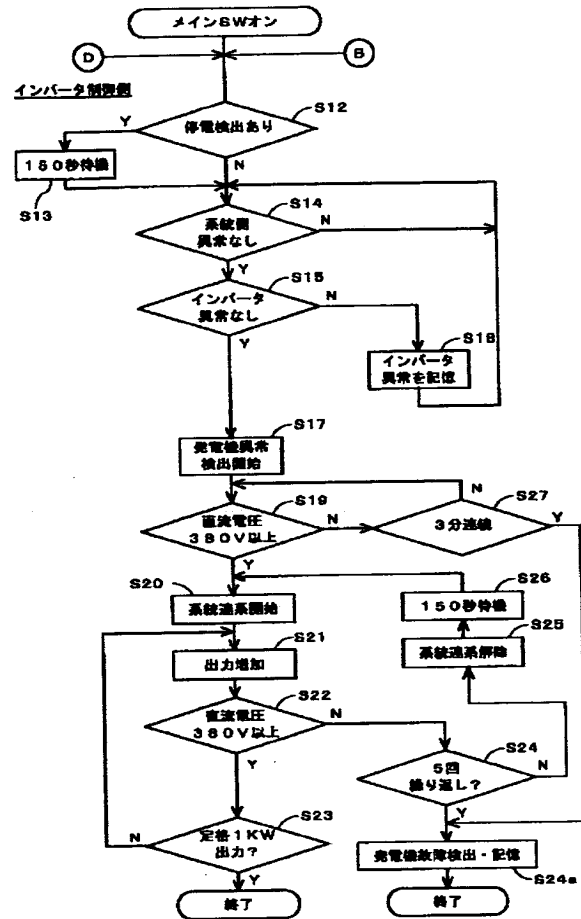 メインSWオン
D
B
インバータ制御側
S12
Y
停電検出あり
150秒待機
N
S13
S14
系統側
異常なし
N
Y
S15
インバータ
異常なし
N
Y
S18
インバータ
異常を記憶
S17
発電機異常
検出開始
N
S19
S27
直流電圧
380V以上
N
3分連続
Y
Y
S20
S26
系統連系開始
150秒待機
S21
S25
出力増加
系統連系解除
S22
直流電圧
380V以上
N
S24
Y
5回
繰り返し?
N
S23
Y
N
定格1KW
出力?
発電機故障検出・記憶
Y
S24a
終了
終了